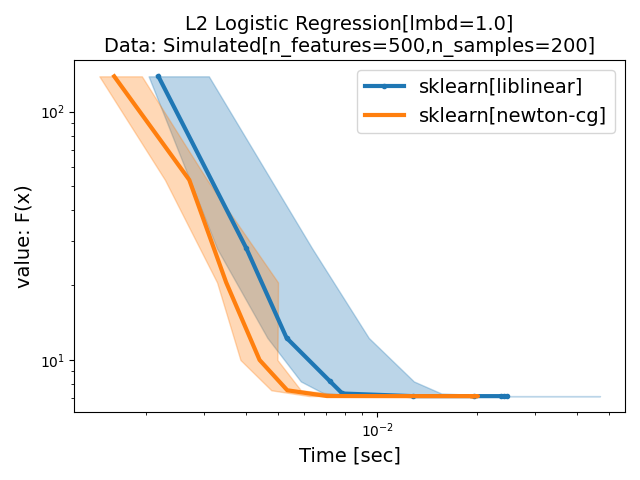 L2 Logistic Regression[lmbd=1.0]
Data: Simulated[n_features=500,n_samples=200]
sklearn[liblinear]
sklearn[newton-cg]
value: F(x)
10²
10¹
10⁻²
Time [sec]